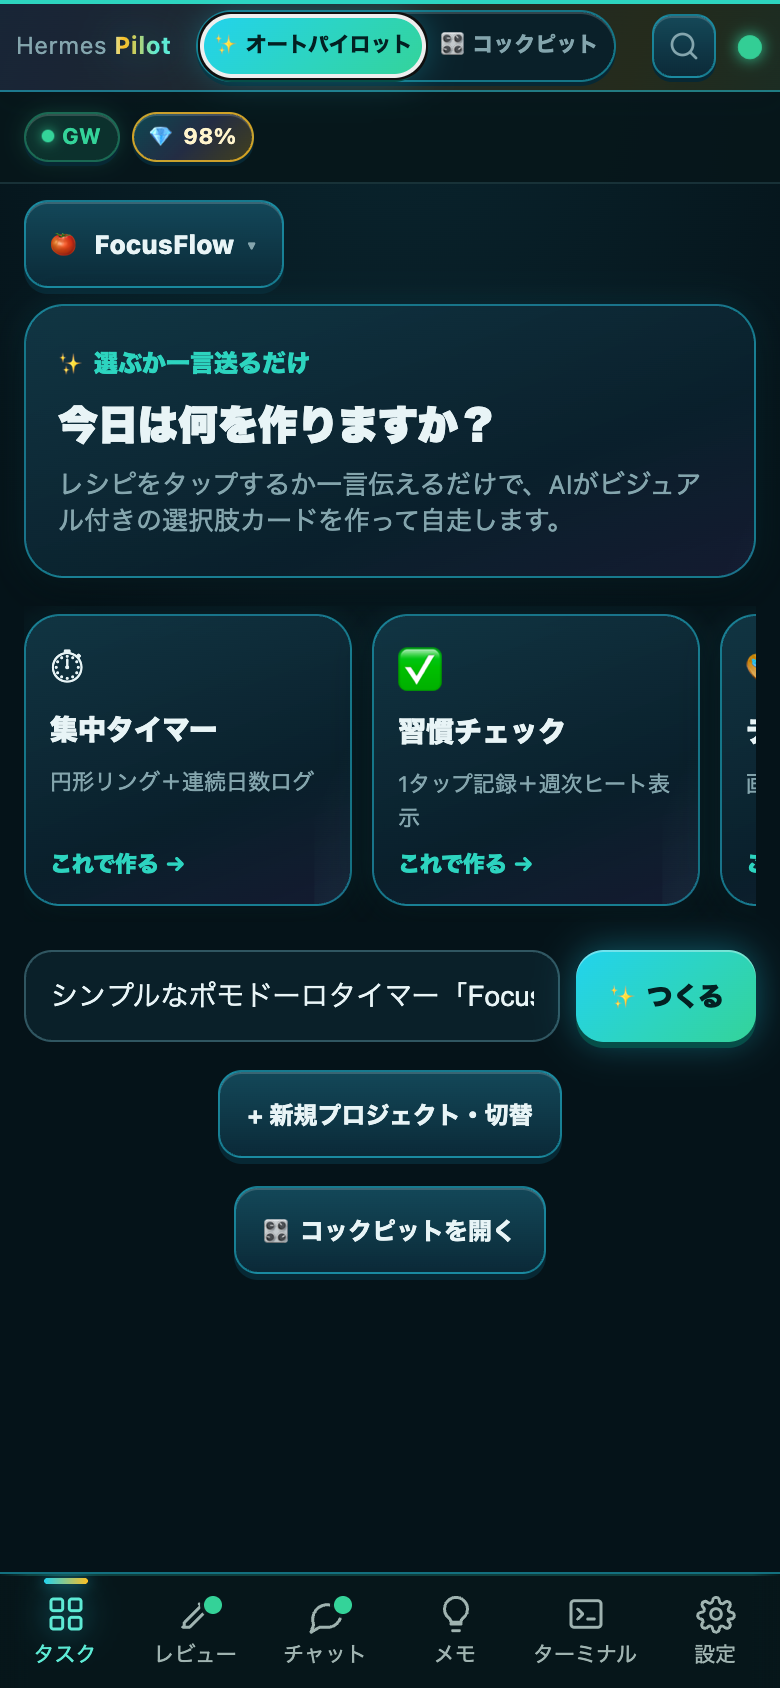 Hermes Pilot
✨ オートパイロット
🎛️ コックピット
GW
💎 98%
🍅 FocusFlow ▾
✨ 選ぶか一言送るだけ
今日は何を作りますか？
レシピをタップするか一言伝えるだけで、AIがビジュア
ル付きの選択肢カードを作って自走します。
⏱
集中タイマー
円形リング＋連続日数ログ
これで作る →
✅
習慣チェック
1タップ記録＋週次ヒート表
示
これで作る →
シンプルなポモドーロタイマー「Focus
✨ つくる
+ 新規プロジェクト・切替
🎛️ コックピットを開く
タスク
レビュー
チャット
メモ
ターミナル
設定